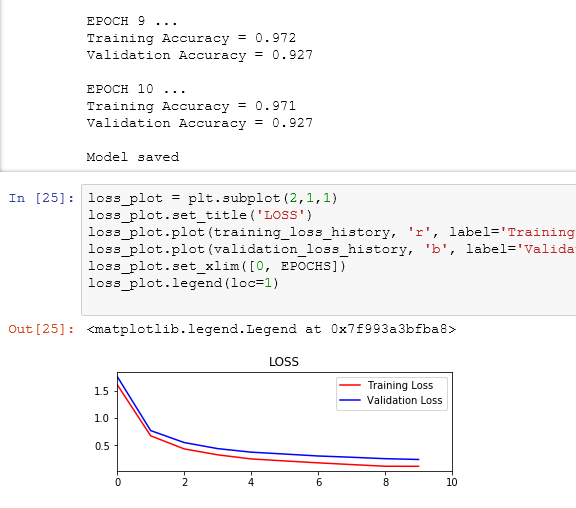 EPOCH 9 ...
Training Accuracy = 0.972
Validation Accuracy = 0.927
EPOCH 10 ...
Training Accuracy = 0.971
Validation Accuracy = 0.927
Model saved
In [25]: loss_plot = plt.subplot(2,1,1)
loss_plot.set_title('LOSS')
loss_plot.plot(training_loss_history, 'r', label='Training
loss_plot.plot(validation_loss_history, 'b', label='Valida
loss_plot.set_xlim([0, EPOCHS])
loss_plot.legend(loc=1)
Out[25]: <matplotlib.legend.Legend at 0x7f993a3bfba8>
LOSS
Training Loss
Validation Loss
1.5
1.0
0.5
0 2 4 6 8 10